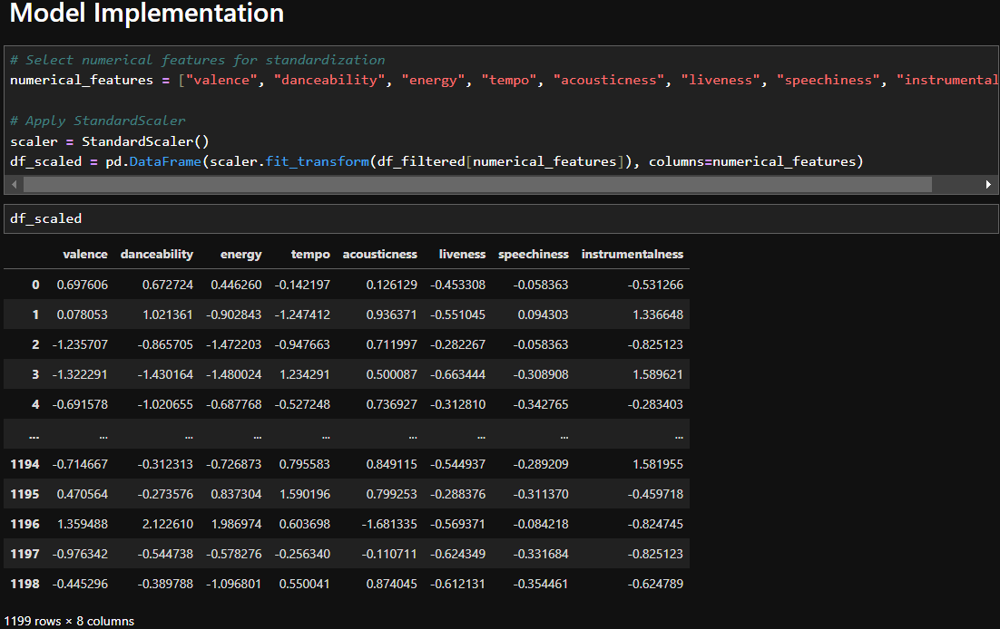 Model Implementation
# Select numerical features for standardization
numerical_features = ["valence", "danceability", "energy", "tempo", "acousticness", "liveness", "speechiness", "instrumental
# Apply StandardScaler
scaler = StandardScaler()
df_scaled = pd.DataFrame(scaler.fit_transform(df_filtered[numerical_features]), columns=numerical_features)
df_scaled
valence danceability energy tempo acousticness liveness speechiness instrumentalness
0 0.697606 0.672724 0.446260 -0.142197 0.126129 -0.453308 -0.058363 -0.531266
1 0.078053 1.021361 -0.902843 -1.247412 0.936371 -0.551045 0.094303 1.336648
2 -1.235707 -0.865705 -1.472203 -0.947663 0.711997 -0.282267 -0.058363 -0.825123
3 -1.322291 -1.430164 -1.480024 1.234291 0.500087 -0.663444 -0.308908 1.589621
4 -0.691578 -1.020655 -0.687768 -0.527248 0.736927 -0.312810 -0.342765 -0.283403
... ... ... ... ... ... ... ... ...
1194 -0.714667 -0.312313 -0.726873 0.795583 0.849115 -0.544937 -0.289209 1.581955
1195 0.470564 -0.273576 0.837304 1.590196 0.799253 -0.288376 -0.311370 -0.459718
1196 1.359488 2.122610 1.986974 0.603698 -1.681335 -0.569371 -0.084218 -0.824745
1197 -0.976342 -0.544738 -0.578276 -0.256340 -0.110711 -0.624349 -0.331684 -0.825123
1198 -0.445296 -0.389788 -1.096801 0.550041 0.874045 -0.612131 -0.354461 -0.624789
1199 rows × 8 columns